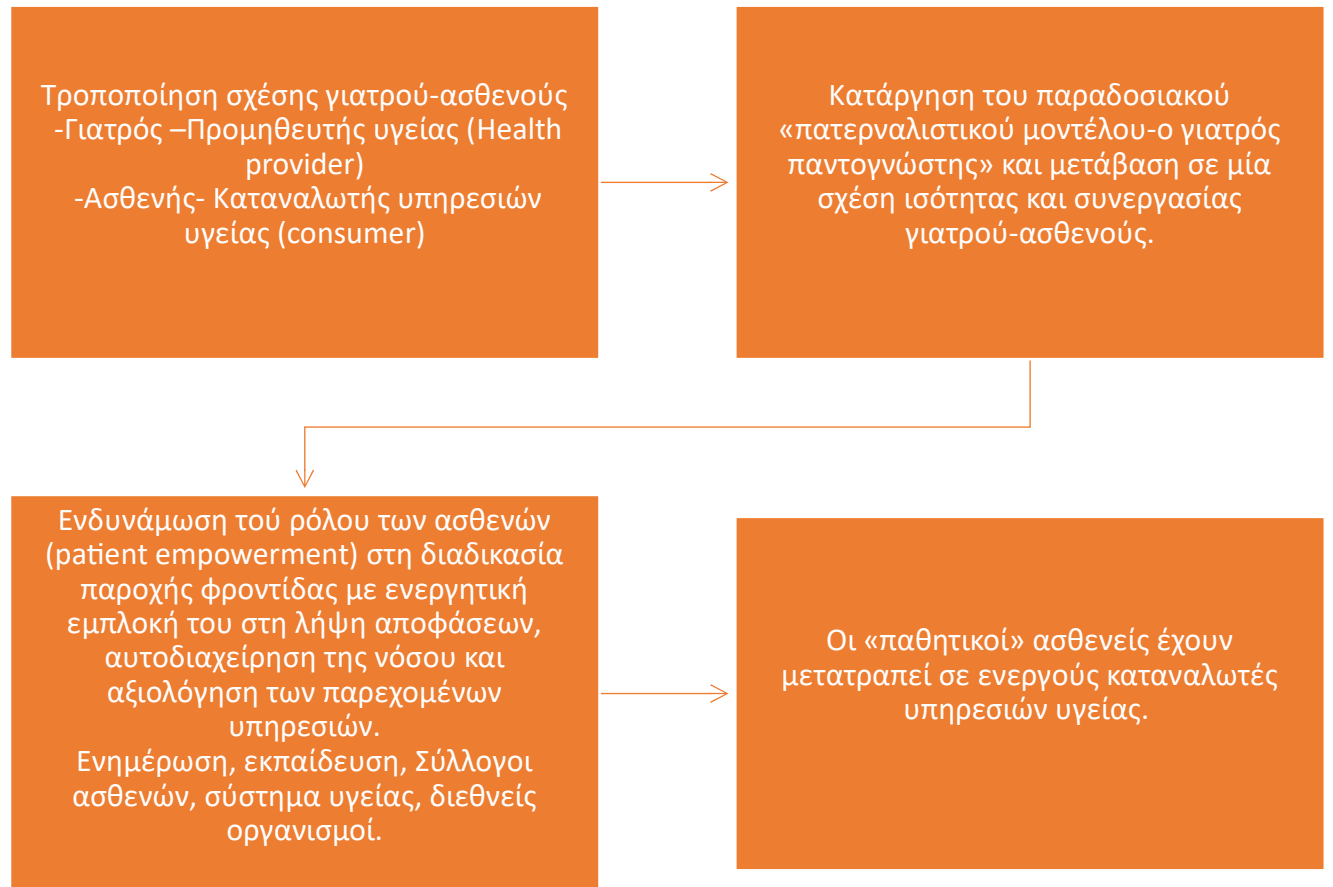 Τροποποίηση σχέσης γιατρού-ασθενούς
-Γιατρός –Προμηθευτής υγείας (Health
provider)
-Ασθενής- Καταναλωτής υπηρεσιών
υγείας (consumer)
Κατάργηση του παραδοσιακού
«πατερναλιστικού μοντέλου-ο γιατρός
παντογνώστης» και μετάβαση σε μία
σχέση ισότητας και συνεργασίας
γιατρού-ασθενούς.
Ενδυνάμωση τού ρόλου των ασθενών
(patient empowerment) στη διαδικασία
παροχής φροντίδας με ενεργητική
εμπλοκή του στη λήψη αποφάσεων,
αυτοδιαχείρηση της νόσου και
αξιολόγηση των παρεχομένων
υπηρεσιών.
Ενημέρωση, εκπαίδευση, Σύλλογοι
ασθενών, σύστημα υγείας, διεθνείς
οργανισμοί.
Οι «παθητικοί» ασθενείς έχουν
μετατραπεί σε ενεργούς καταναλωτές
υπηρεσιών υγείας.